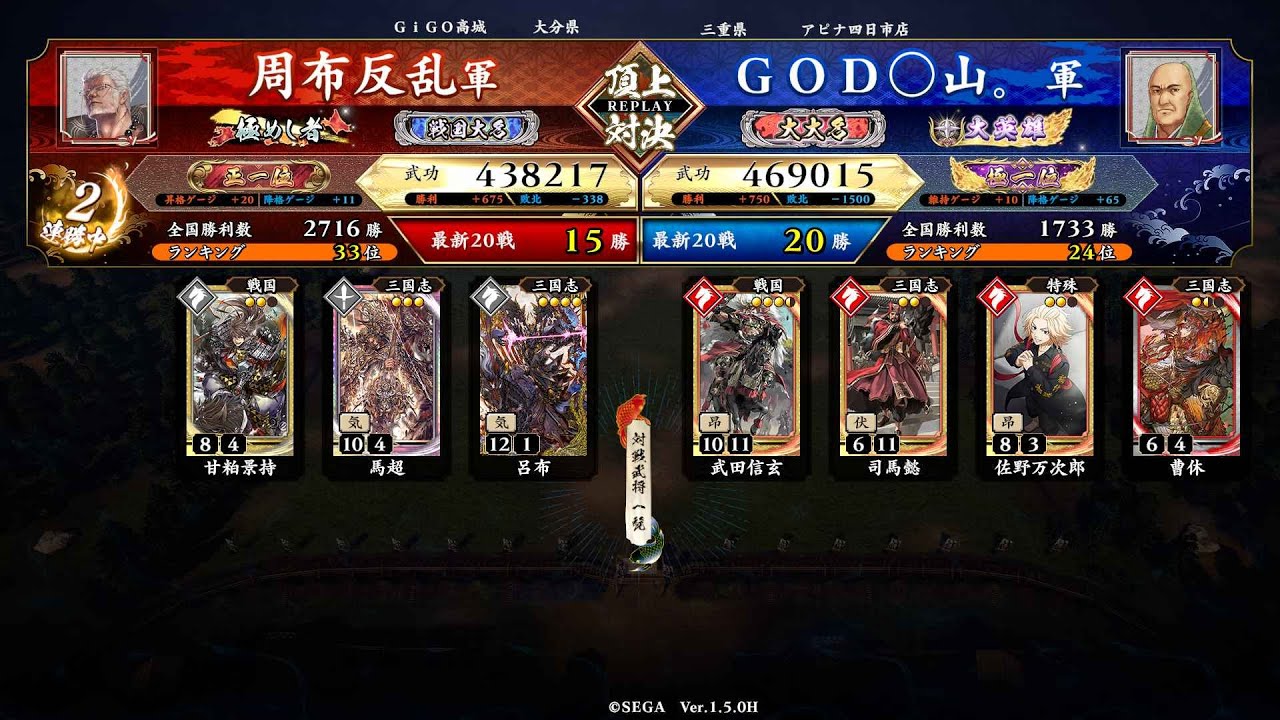 GiGO高城 大分県
三重県 アピナ四日市店
周布反乱軍
頂上
REPLAY
対決
GOD◯山。 軍
極めし者
戦国大名
大大名
大英雄
正一位
昇格ゲージ +20 降格ゲージ +11
武功 438217
勝利 +675 敗北 -338
武功 469015
勝利 +750 敗北 -1500
極一位
維持ゲージ +10 降格ゲージ +65
2
連勝中
全国勝利数 2716勝
ランキング 33位
最新20戦 15勝
最新20戦 20勝
全国勝利数 1733勝
ランキング 24位
戦国
三国志
三国志
戦国
三国志
特殊
三国志
気
気
昂
伏
昂
8 4
10 4
12 1
10 11
6 11
8 3
6 4
甘粕景持
馬超
呂布
武田信玄
司馬懿
佐野万次郎
曹休
対戦武将一覧
©SEGA Ver.1.5.0H